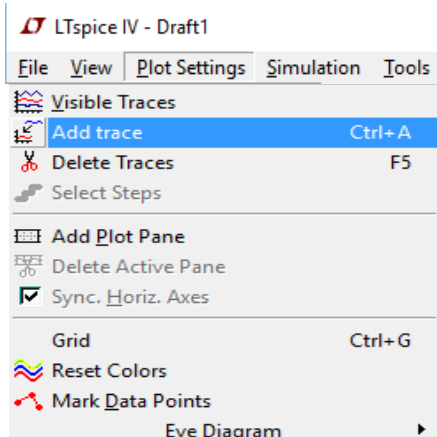 LTspice IV - Draft1
File View Plot Settings Simulation Tools
Visible Traces
Add trace Ctrl+A
Delete Traces F5
Select Steps
Add Plot Pane
Delete Active Pane
Sync. Horiz. Axes
Grid Ctrl+G
Reset Colors
Mark Data Points
Eye Diagram